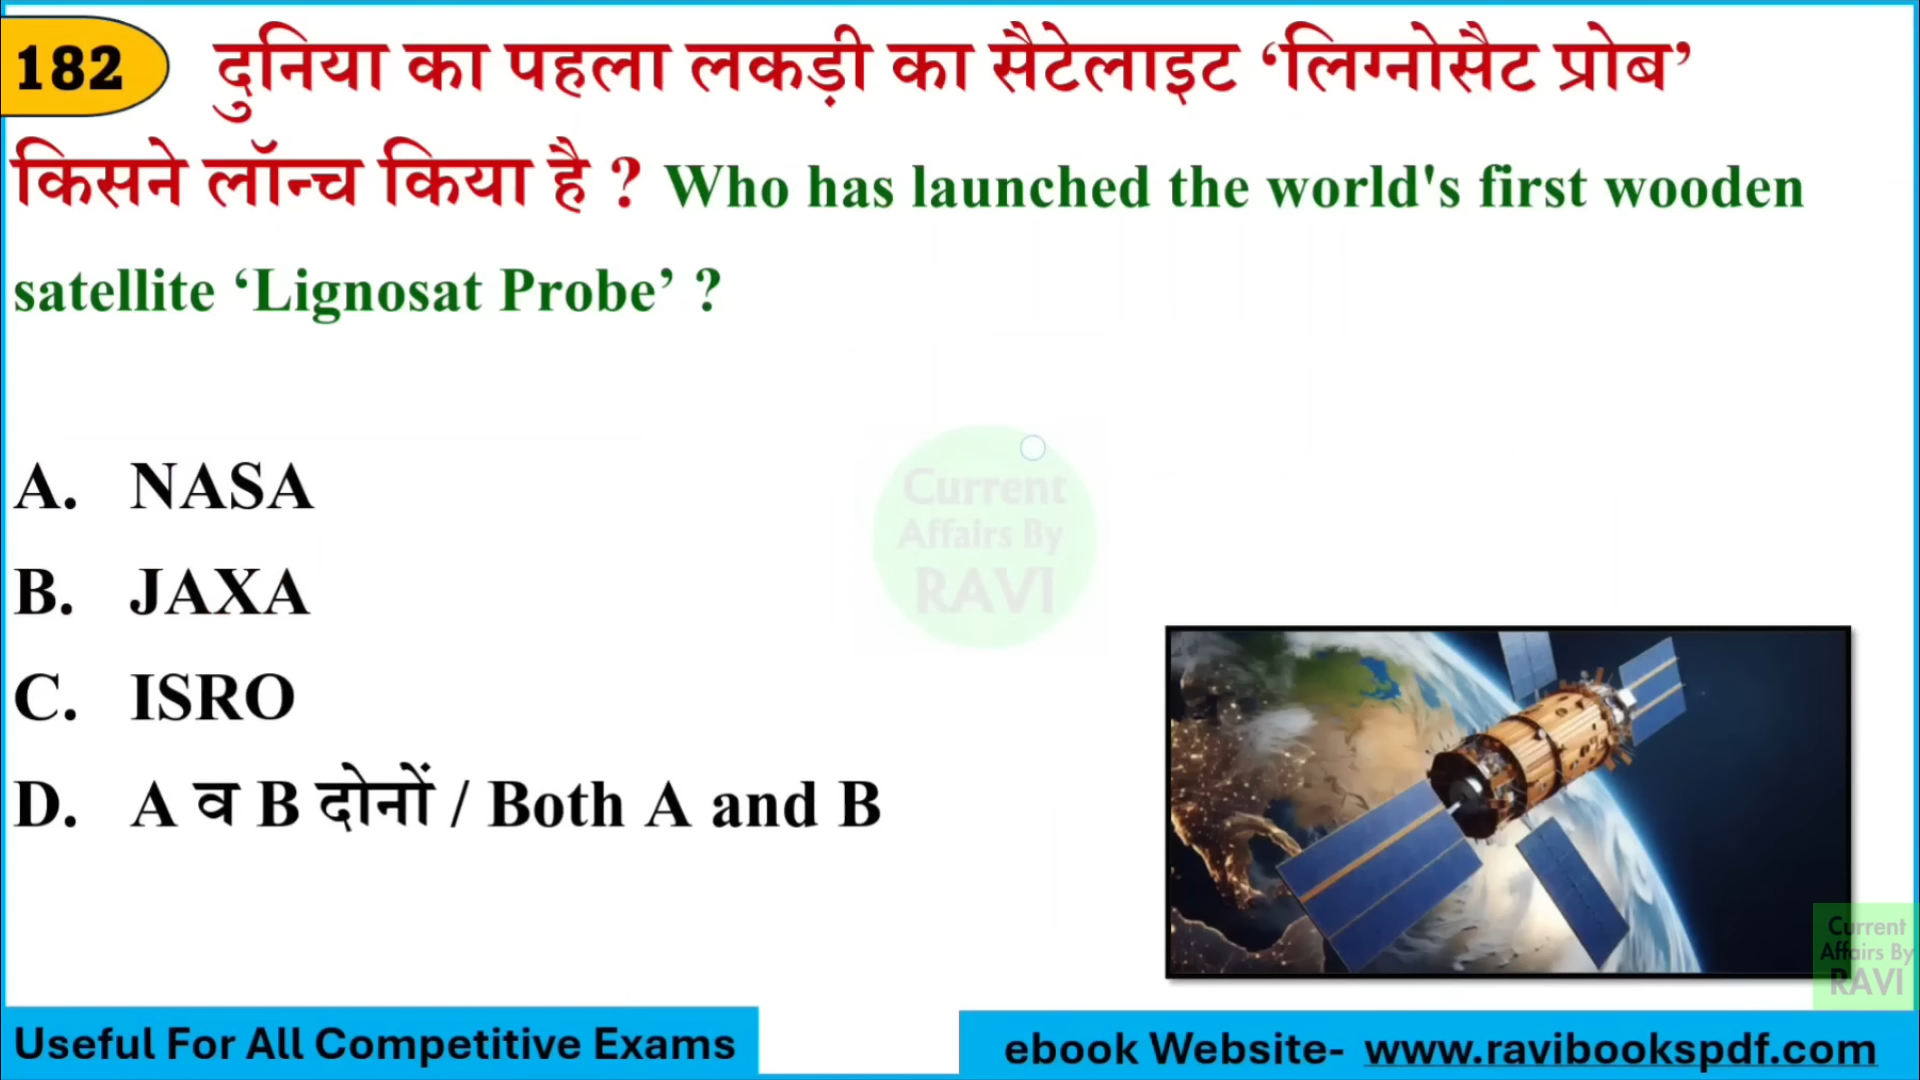 182 दुनिया का पहला लकड़ी का सैटेलाइट ‘लिग्नोसैट प्रोब’
किसने लॉन्च किया है ? Who has launched the world's first wooden
satellite ‘Lignosat Probe’ ?
Current
Affairs By
RAVI
A. NASA
B. JAXA
C. ISRO
D. A व B दोनों / Both A and B
Current
Affairs By
RAVI
Useful For All Competitive Exams
ebook Website- www.ravibookspdf.com